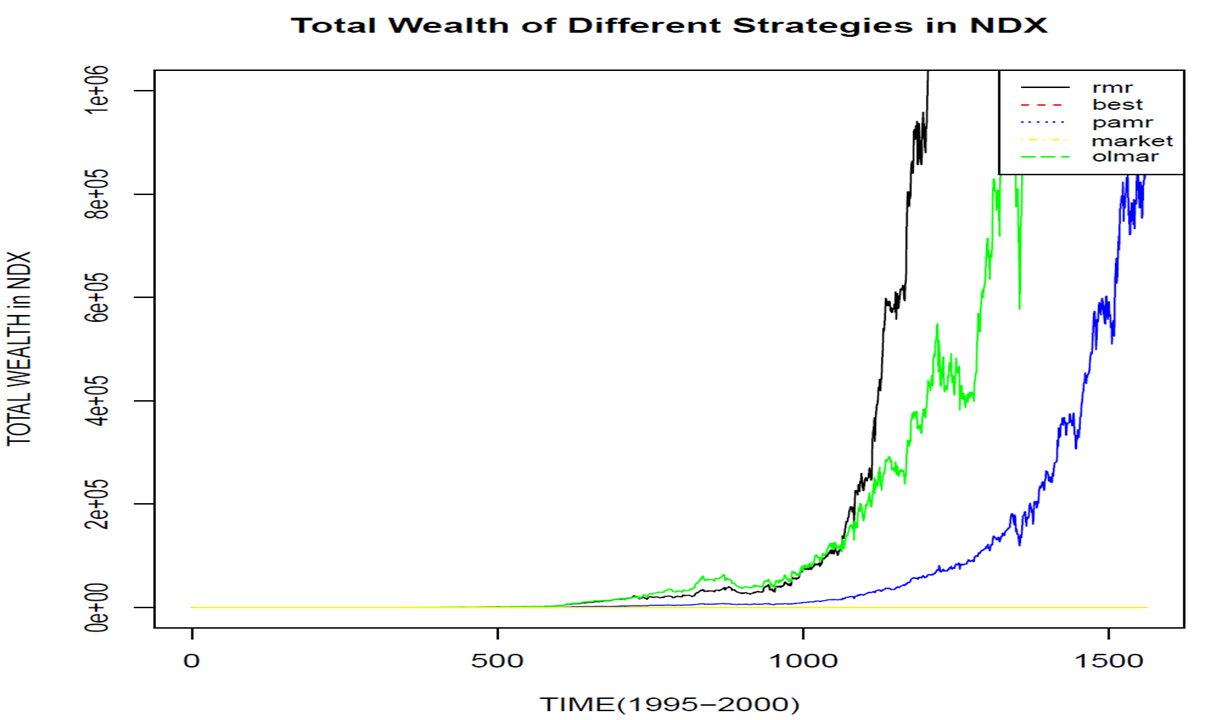 Total Wealth of Different Strategies in NDX
TOTAL WEALTH in NDX
1e+06
8e+05
6e+05
4e+05
2e+05
0e+00
rmr
best
pamr
market
olmar
0 500 1000 1500
TIME(1995−2000)